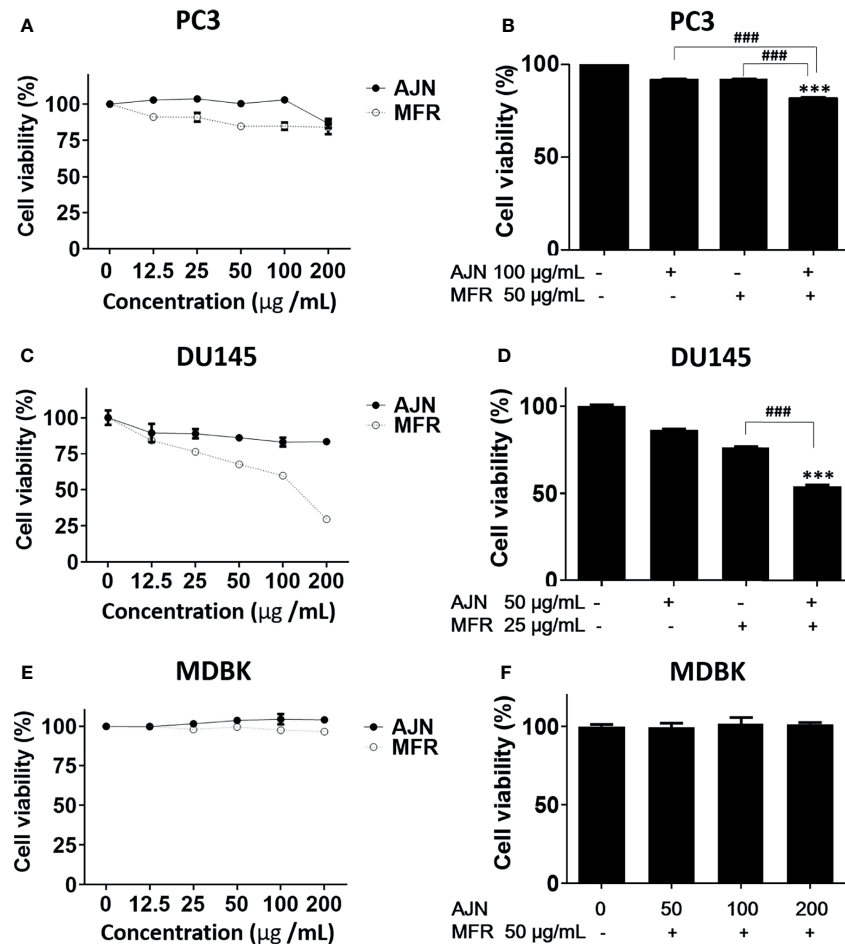 A
PC3
Cell viability (%)
100
75
50
25
0
0 12.5 25 50 100 200
Concentration (μg /mL)
AJN
MFR
B
PC3
###
###
***
Cell viability (%)
100
50
0
AJN 100 μg/mL - + - +
MFR 50 μg/mL - - + +
C
DU145
Cell viability (%)
100
75
50
25
0
0 12.5 25 50 100 200
Concentration (μg /mL)
AJN
MFR
D
DU145
###
***
Cell viability (%)
100
50
0
AJN 50 μg/mL - + - +
MFR 25 μg/mL - - + +
E
MDBK
Cell viability (%)
100
75
50
25
0
0 12.5 25 50 100 200
Concentration (μg /mL)
AJN
MFR
F
MDBK
Cell viability (%)
100
50
0
AJN 0 50 100 200
MFR 50 μg/mL - + + +